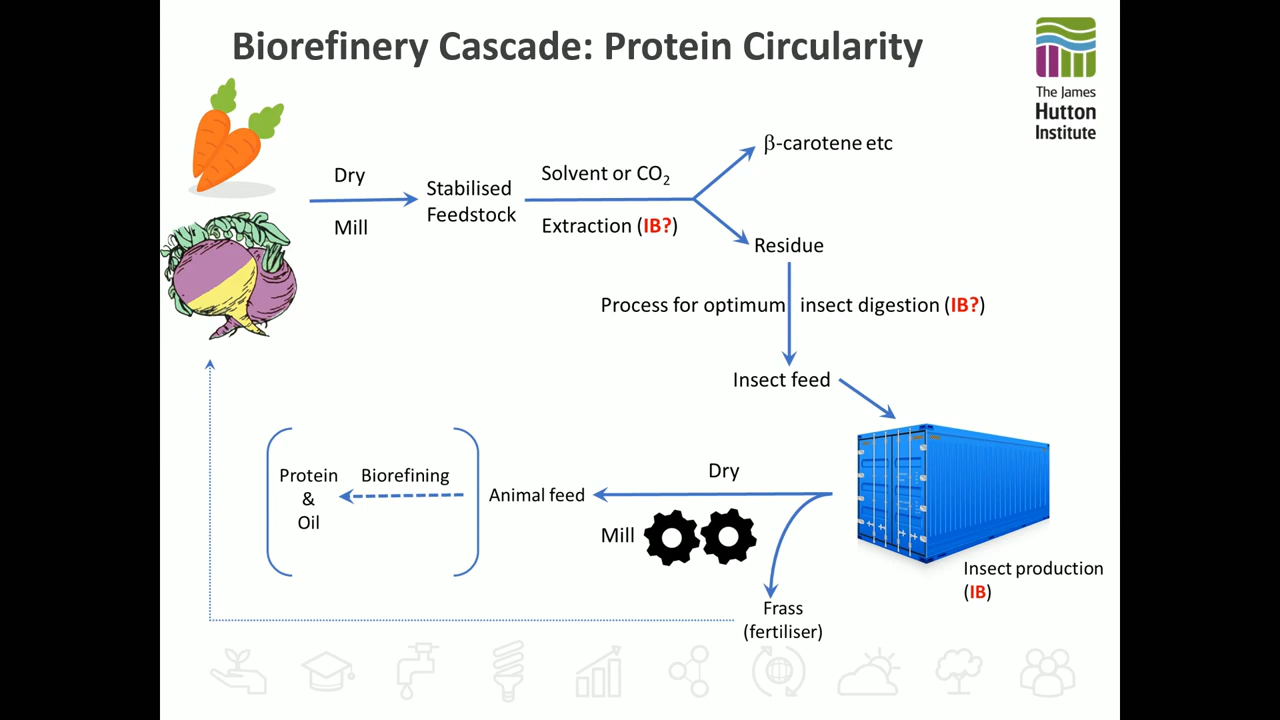 Biorefinery Cascade: Protein Circularity
The James
Hutton
Institute
β-carotene etc
Dry
Mill
Stabilised
Feedstock
Solvent or CO₂
Extraction (IB?)
Residue
Process for optimum insect digestion (IB?)
Insect feed
Insect production
(IB)
Dry
Mill
Animal feed
Biorefining
Protein
&
Oil
Frass
(fertiliser)